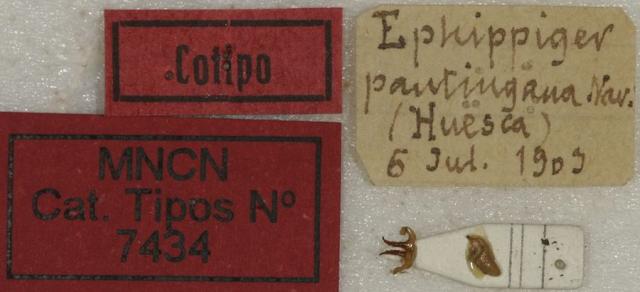 Cotipo
MNCN
Cat. Tipos Nº
7434
Ephippiger
pantingana. Nav.
(Huesca)
6 Jul. 1909